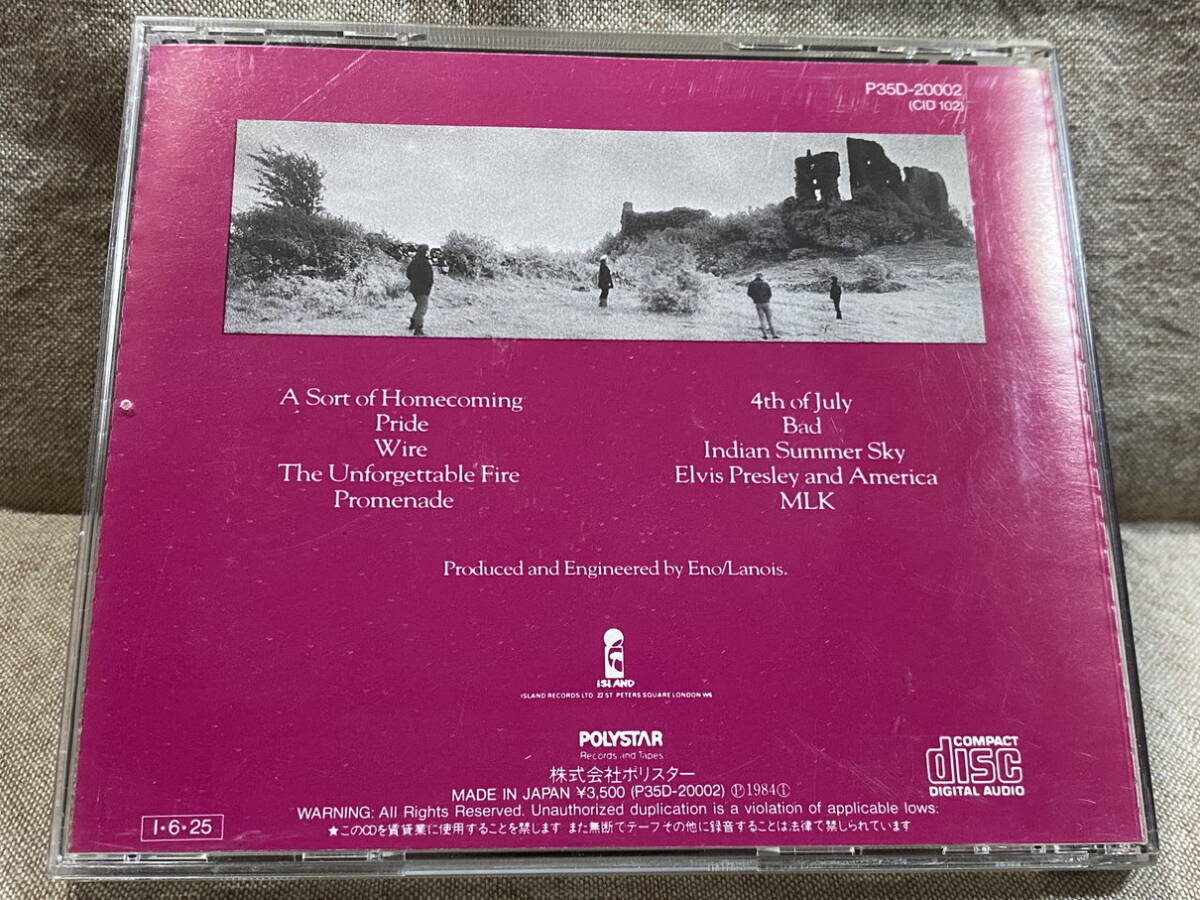 P35D-20002
(CID 102)
A Sort of Homecoming
Pride
Wire
The Unforgettable Fire
Promenade
4th of July
Bad
Indian Summer Sky
Elvis Presley and America
MLK
Produced and Engineered by Eno/Lanois.
ISLAND
ISLAND RECORDS LTD. 22 ST. PETERS SQUARE LONDON W6
POLYSTAR
Records and Tapes
株式会社ポリスター
MADE IN JAPAN ¥3,500 (P35D-20002) Ⓟ1984①
COMPACT
disc
DIGITAL AUDIO
WARNING: All Rights Reserved. Unauthorized duplication is a violation of applicable lows:
★このCDを賃貸業に使用することを禁します また無断でテープその他に録音することは法律で禁しられています
I・6・25